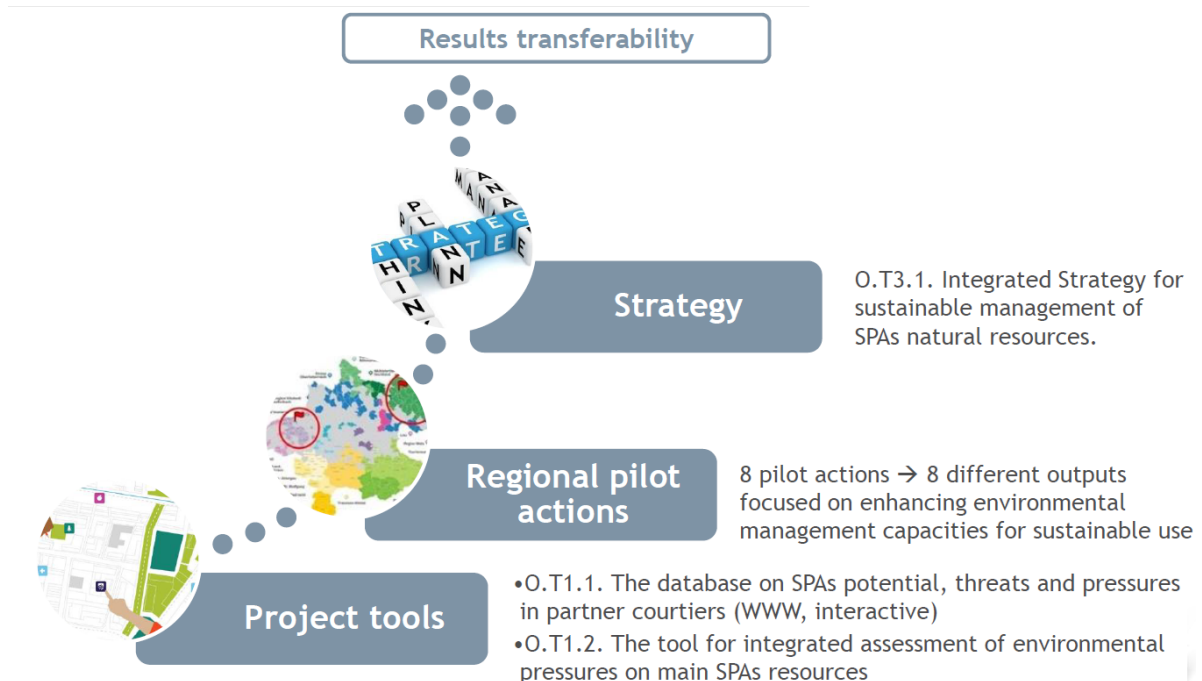 Results transferability
Strategy
O.T3.1. Integrated Strategy for
sustainable management of
SPAs natural resources.
Regional pilot
actions
8 pilot actions → 8 different outputs
focused on enhancing environmental
management capacities for sustainable use
Project tools
•O.T1.1. The database on SPAs potential, threats and pressures
in partner courtiers (WWW, interactive)
•O.T1.2. The tool for integrated assessment of environmental
pressures on main SPAs resources